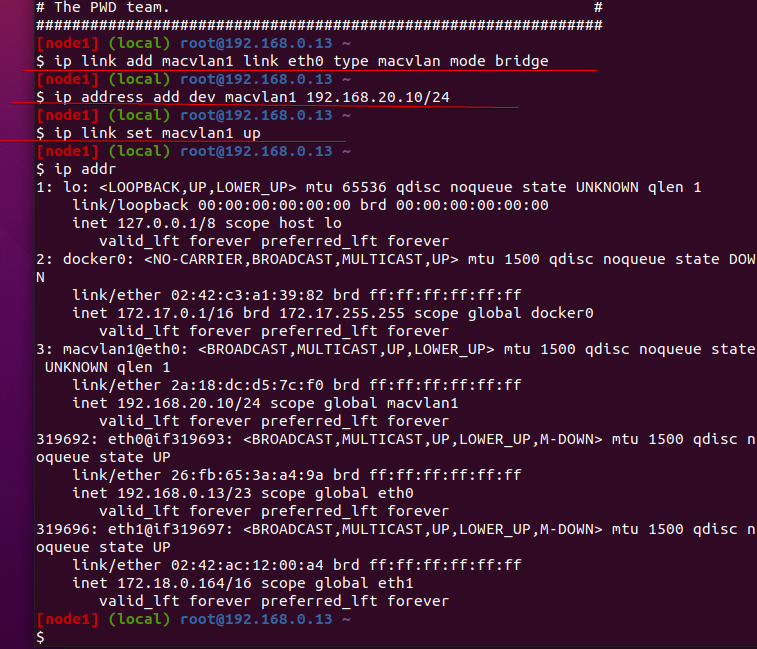 # The PWD team.                                               #
###############################################################
[node1] (local) root@192.168.0.13 ~
$ ip link add macvlan1 link eth0 type macvlan mode bridge
[node1] (local) root@192.168.0.13 ~
$ ip address add dev macvlan1 192.168.20.10/24
[node1] (local) root@192.168.0.13 ~
$ ip link set macvlan1 up
[node1] (local) root@192.168.0.13 ~
$ ip addr
1: lo: <LOOPBACK,UP,LOWER_UP> mtu 65536 qdisc noqueue state UNKNOWN qlen 1
    link/loopback 00:00:00:00:00:00 brd 00:00:00:00:00:00
    inet 127.0.0.1/8 scope host lo
       valid_lft forever preferred_lft forever
2: docker0: <NO-CARRIER,BROADCAST,MULTICAST,UP> mtu 1500 qdisc noqueue state DOW
N
    link/ether 02:42:c3:a1:39:82 brd ff:ff:ff:ff:ff:ff
    inet 172.17.0.1/16 brd 172.17.255.255 scope global docker0
       valid_lft forever preferred_lft forever
3: macvlan1@eth0: <BROADCAST,MULTICAST,UP,LOWER_UP> mtu 1500 qdisc noqueue state
 UNKNOWN qlen 1
    link/ether 2a:18:dc:d5:7c:f0 brd ff:ff:ff:ff:ff:ff
    inet 192.168.20.10/24 scope global macvlan1
       valid_lft forever preferred_lft forever
319692: eth0@if319693: <BROADCAST,MULTICAST,UP,LOWER_UP,M-DOWN> mtu 1500 qdisc n
oqueue state UP
    link/ether 26:fb:65:3a:a4:9a brd ff:ff:ff:ff:ff:ff
    inet 192.168.0.13/23 scope global eth0
       valid_lft forever preferred_lft forever
319696: eth1@if319697: <BROADCAST,MULTICAST,UP,LOWER_UP,M-DOWN> mtu 1500 qdisc n
oqueue state UP
    link/ether 02:42:ac:12:00:a4 brd ff:ff:ff:ff:ff:ff
    inet 172.18.0.164/16 scope global eth1
       valid_lft forever preferred_lft forever
[node1] (local) root@192.168.0.13 ~
$